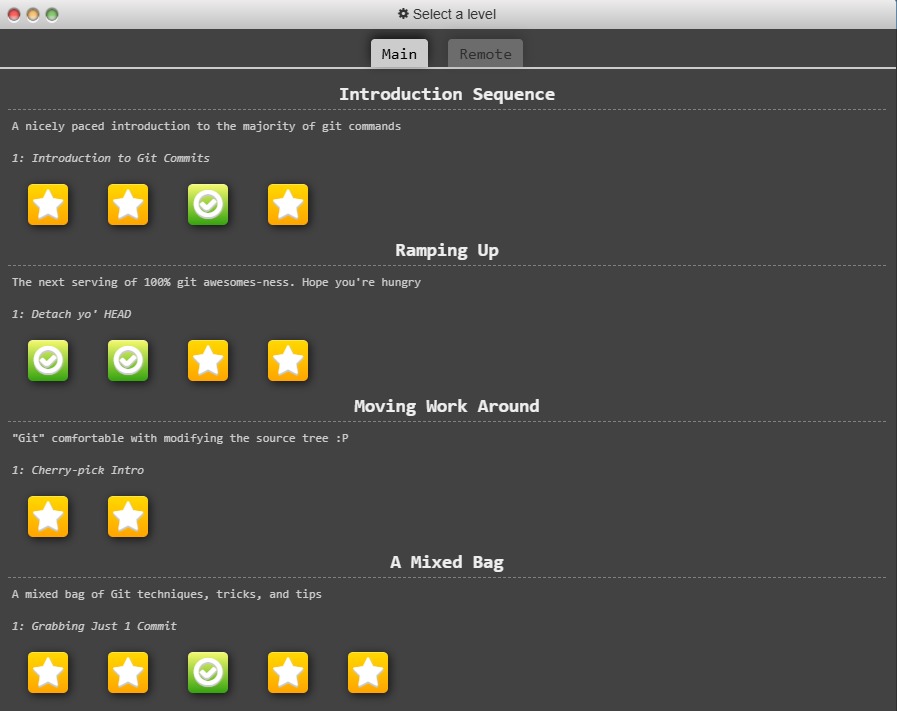 Select a level
Main Remote
Introduction Sequence
A nicely paced introduction to the majority of git commands
1: Introduction to Git Commits
Ramping Up
The next serving of 100% git awesomes-ness. Hope you're hungry
1: Detach yo' HEAD
Moving Work Around
"Git" comfortable with modifying the source tree :P
1: Cherry-pick Intro
A Mixed Bag
A mixed bag of Git techniques, tricks, and tips
1: Grabbing Just 1 Commit